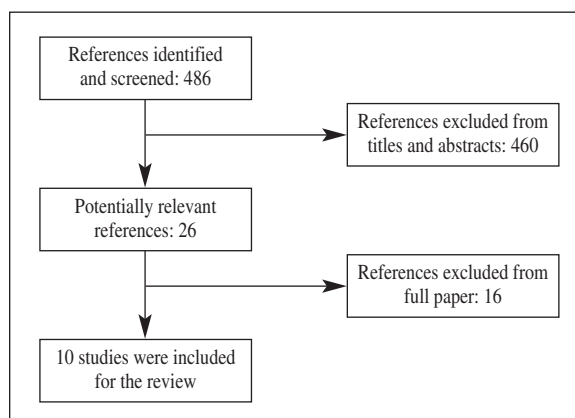 References identified
and screened: 486
References excluded from
titles and abstracts: 460
Potentially relevant
references: 26
References excluded from
full paper: 16
10 studies were included
for the review